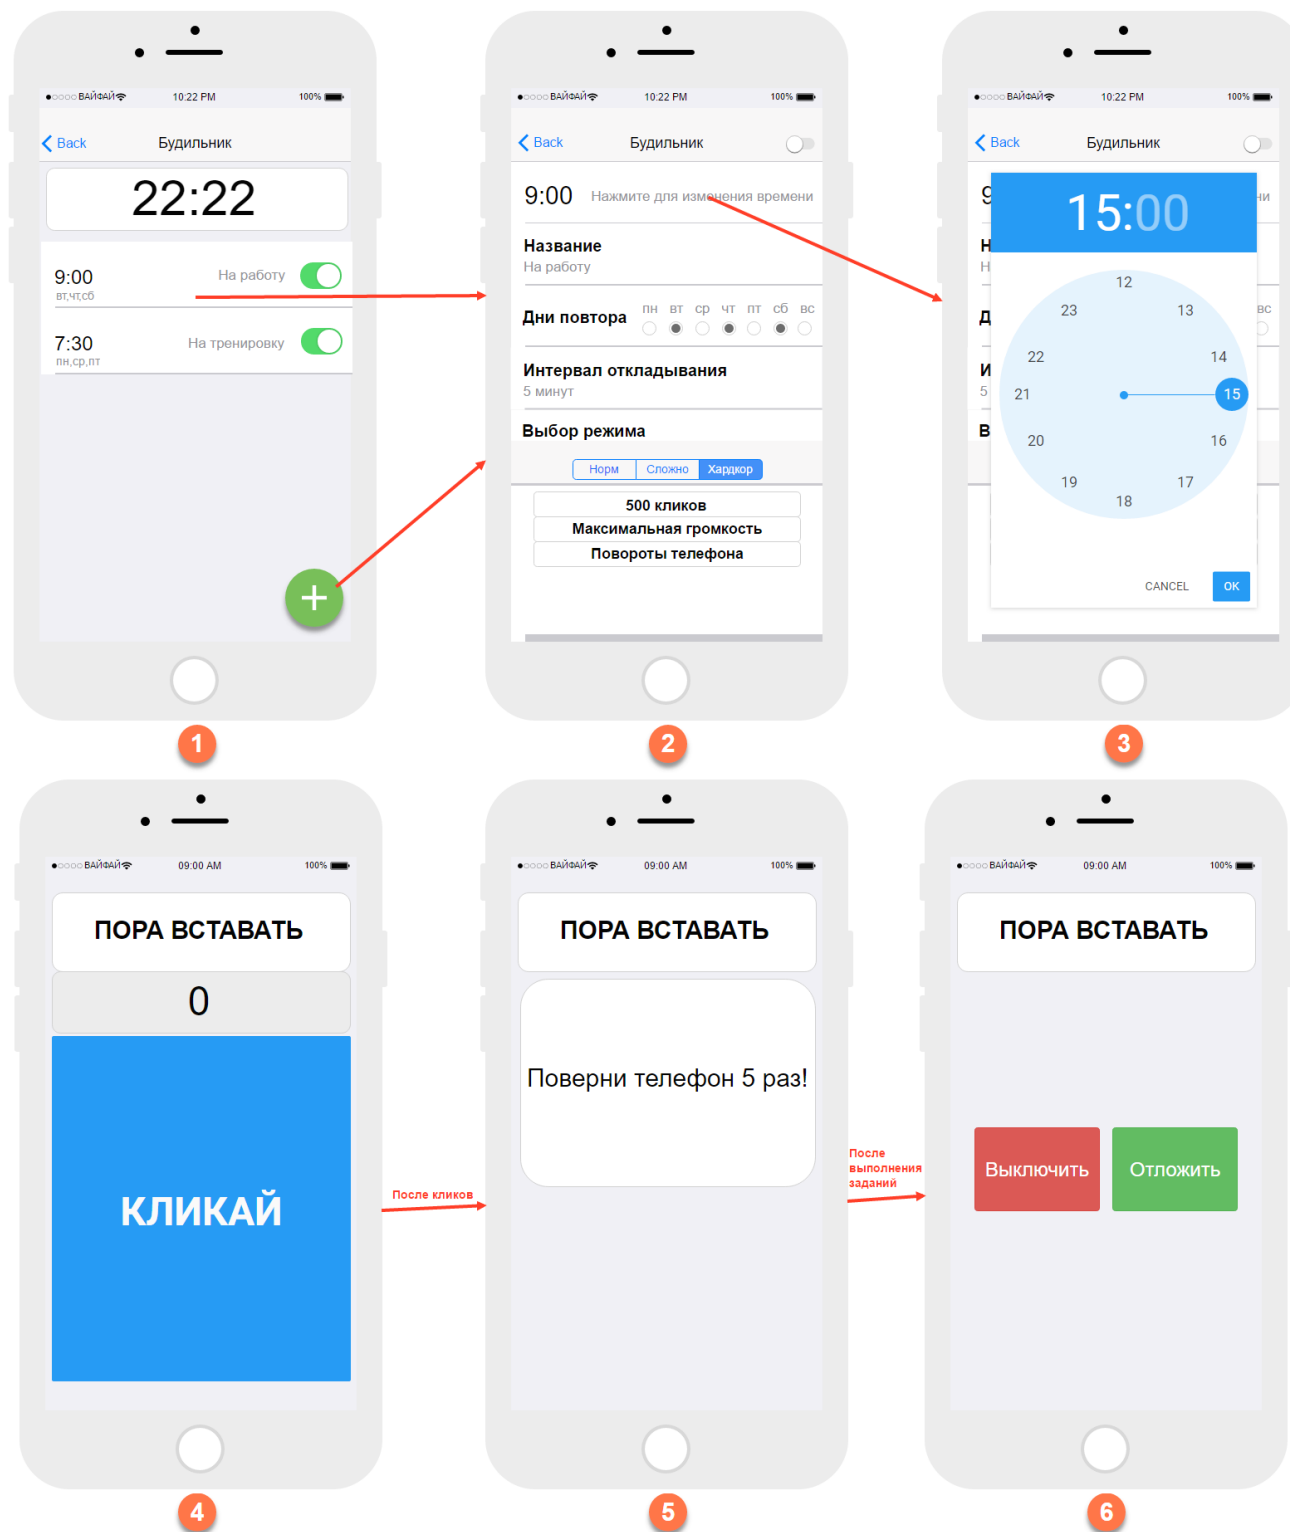 ВАЙФАЙ 10:22 PM 100%
Back Будильник
22:22
9:00 На работу
вт,чт,сб
7:30 На тренировку
пн,ср,пт
+
1
ВАЙФАЙ 10:22 PM 100%
Back Будильник
9:00 Нажмите для изменения времени
Название
На работу
Дни повтора пн вт ср чт пт сб вс
Интервал откладывания
5 минут
Выбор режима
Норм Сложно Хардкор
500 кликов
Максимальная громкость
Повороты телефона
2
ВАЙФАЙ 10:22 PM 100%
Back Будильник
9 ни
15:00
Н
Н
Д вс
И
5
В
12
23 13
22 14
21 15
20 16
19 17
18
CANCEL OK
3
ВАЙФАЙ 09:00 AM 100%
ПОРА ВСТАВАТЬ
0
КЛИКАЙ
4
После кликов
ВАЙФАЙ 09:00 AM 100%
ПОРА ВСТАВАТЬ
Поверни телефон 5 раз!
5
После
выполнения
заданий
ВАЙФАЙ 09:00 AM 100%
ПОРА ВСТАВАТЬ
Выключить Отложить
6